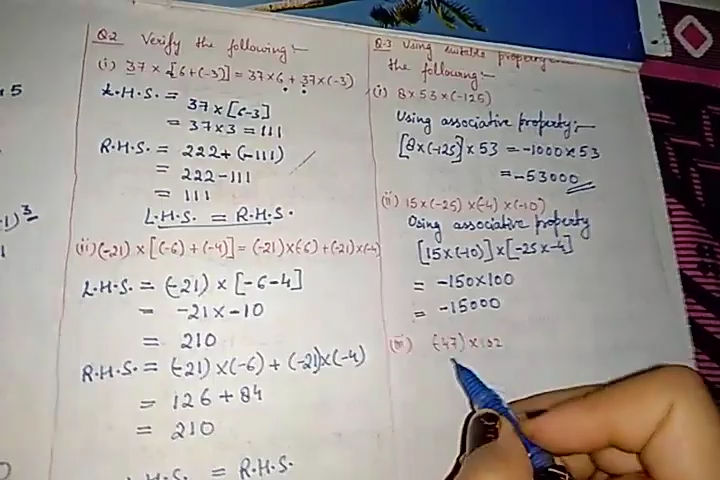 Q.2 Verify the following:-
(i) 37 × [6+(-3)] = 37×6 + 37×(-3)
L.H.S. = 37×[6-3]
= 37×3 = 111
R.H.S. = 222+(-111)
= 222-111
= 111
L.H.S. = R.H.S.
(ii) (-21) × [(-6) + (-4)] = (-21)×(-6) + (-21)×(-4)
L.H.S. = (-21) × [-6-4]
= -21×-10
= 210
R.H.S. = (-21)×(-6) + (-21)×(-4)
= 126 + 84
= 210
L.H.S. = R.H.S.
Q.3 Using suitable property
the following:-
(i) 8×53×(-125)
Using associative property:-
[8×(-125)]×53 = -1000×53
= -53000
(ii) 15×(-25)×(-4)×(-10)
Using associative property
[15×(-10)]×[-25×-4]
= -150×100
= -15000
(iii) (-47)×102